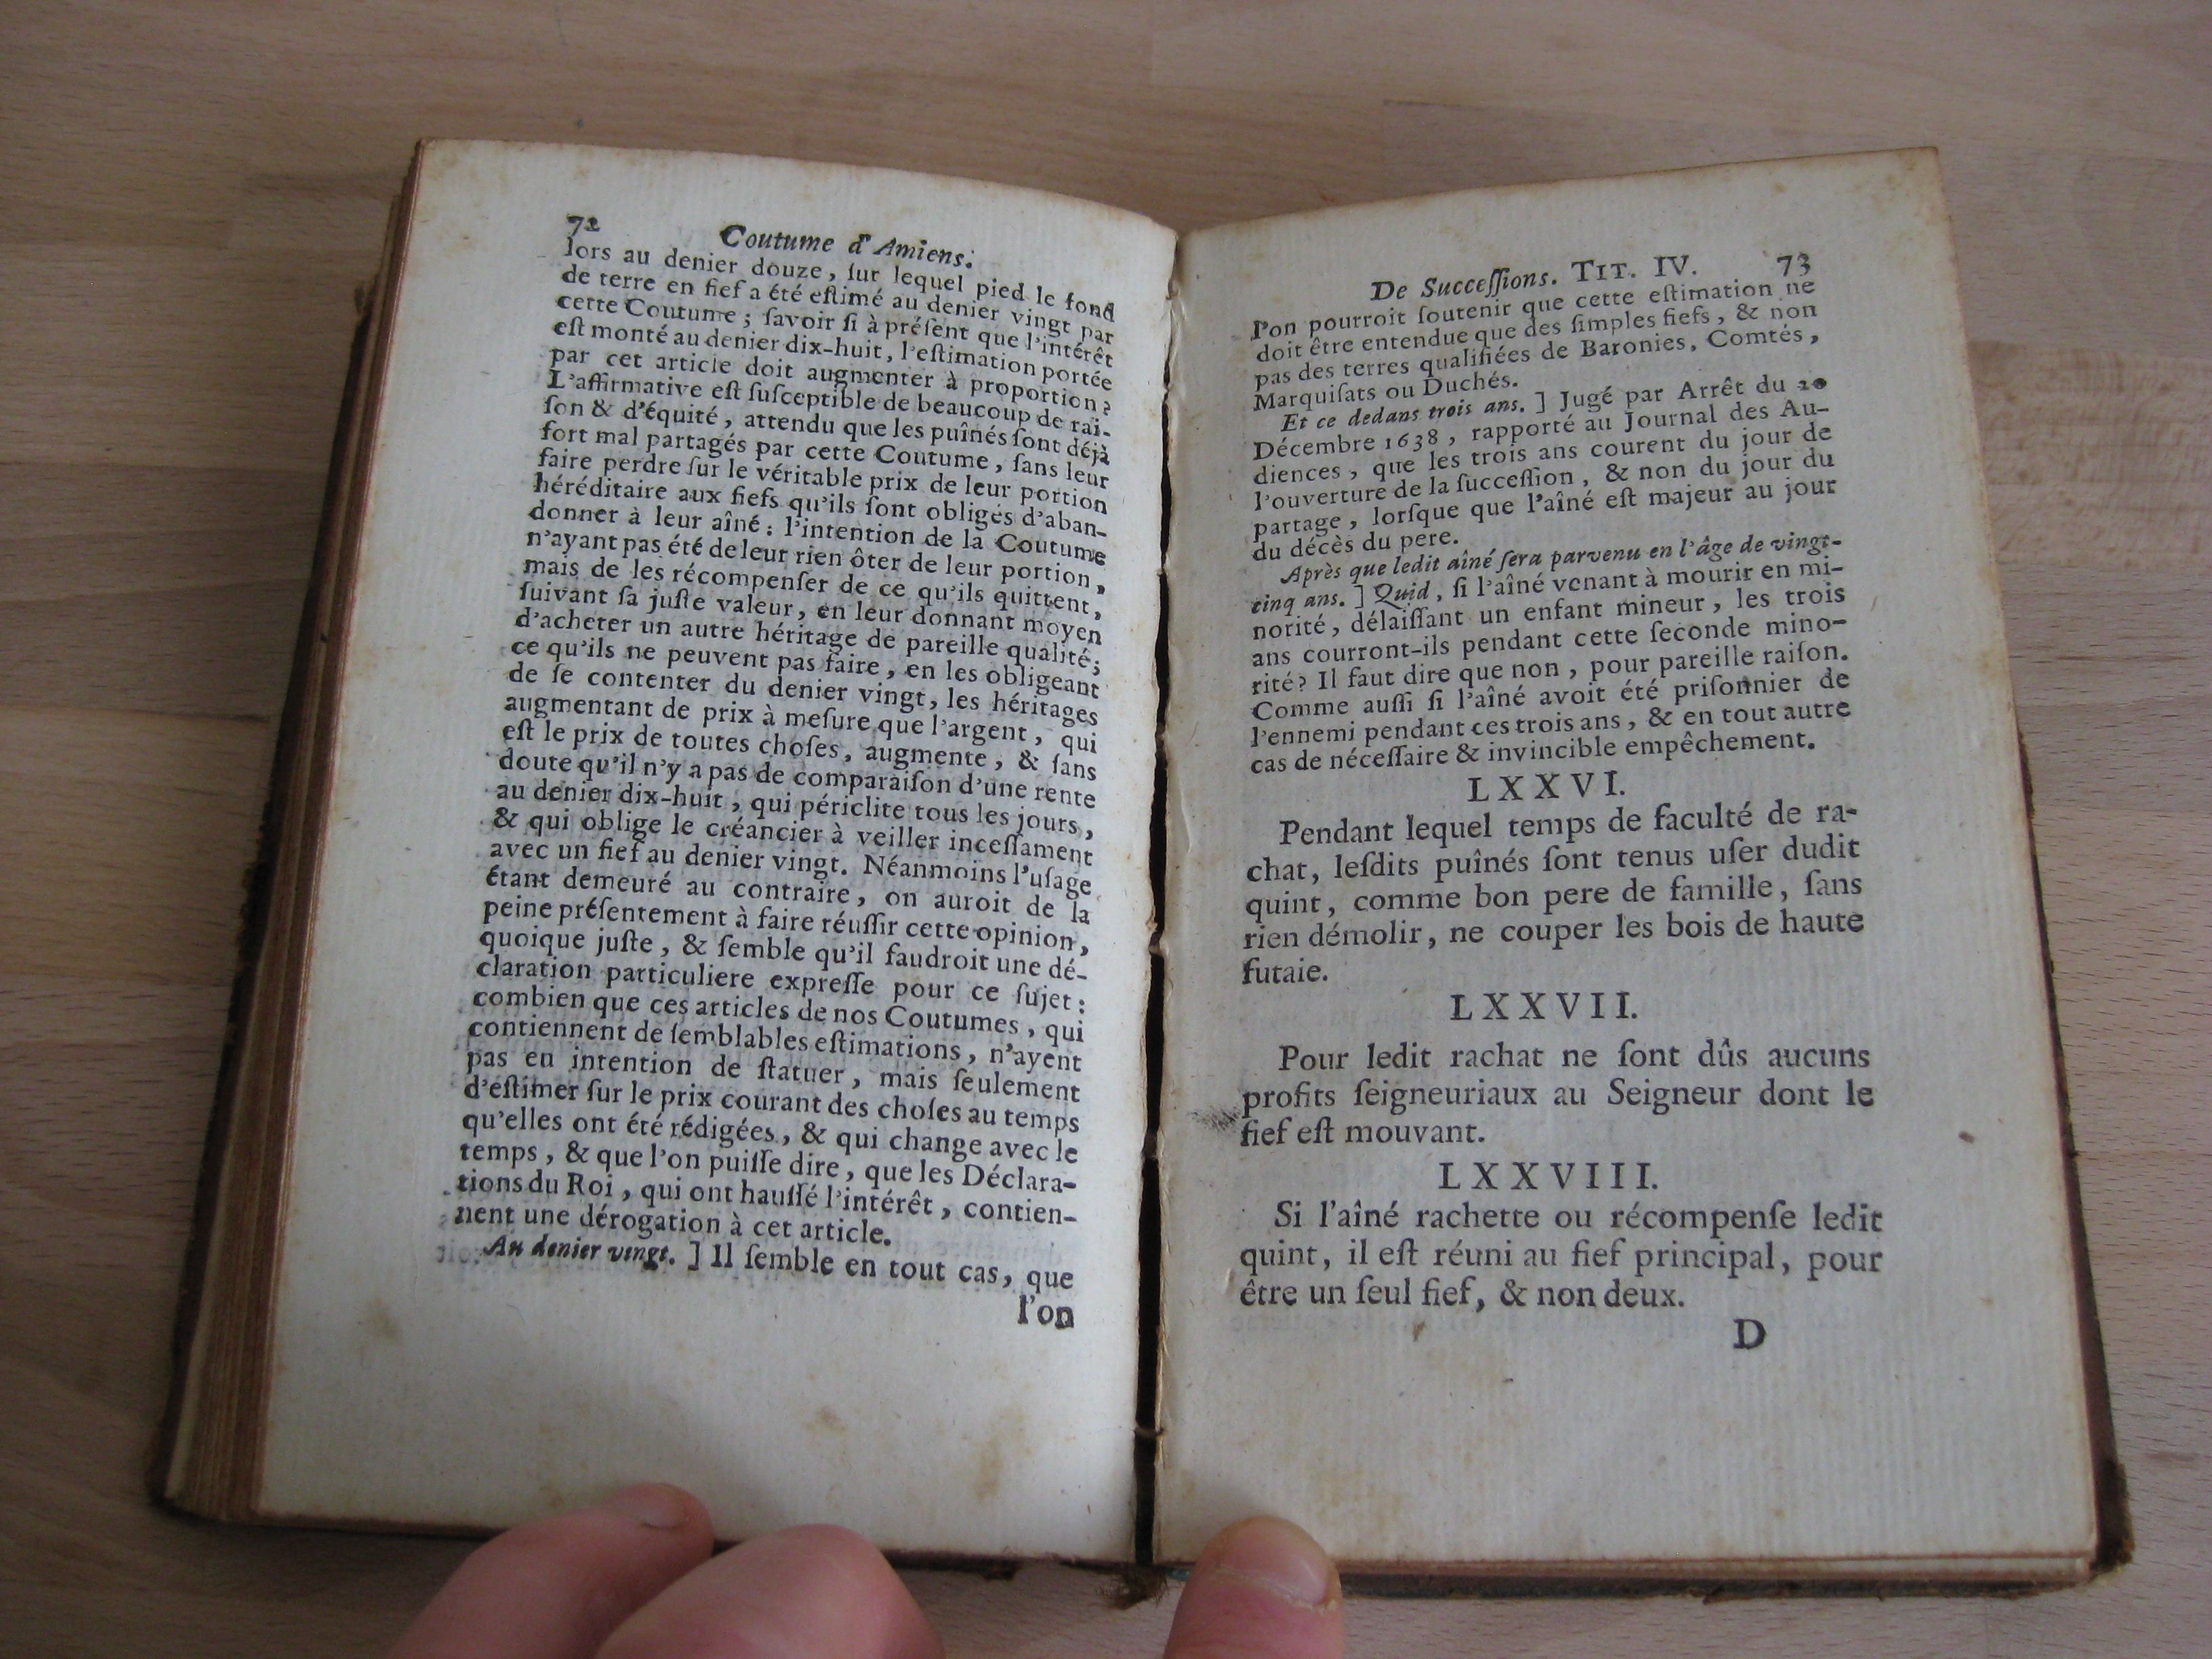 72 Coutume d'Amiens.
lors au denier douze, ſur lequel pied le fond
de terre en fief a été eſtimé au denier vingt par
cette Coutume ; ſavoir ſi à préſent que l'intérêt
eſt monté au denier dix-huit, l'eſtimation portée
par cet article doit augmenter à proportion ?
L'affirmative eſt ſuſceptible de beaucoup de rai-
ſon & d'équité, attendu que les puînés ſont déjà
fort mal partagés par cette Coutume, ſans leur
faire perdre ſur le véritable prix de leur portion
héréditaire aux fiefs qu'ils ſont obligés d'aban-
donner à leur aîné : l'intention de la Coutume
n'ayant pas été de leur rien ôter de leur portion,
mais de les récompenſer de ce qu'ils quittent,
ſuivant ſa juſte valeur, en leur donnant moyen
d'acheter un autre héritage de pareille qualité;
ce qu'ils ne peuvent pas faire, en les obligeant
de ſe contenter du denier vingt, les héritages
augmentant de prix à meſure que l'argent, qui
eſt le prix de toutes choſes, augmente, & ſans
doute qu'il n'y a pas de comparaiſon d'une rente
au denier dix-huit, qui périclite tous les jours,
& qui oblige le créancier à veiller inceſſament
avec un fief au denier vingt. Néanmoins l'uſage
étant demeuré au contraire, on auroit de la
peine préſentement à faire réuſſir cette opinion,
quoique juſte, & ſemble qu'il faudroit une dé-
claration particuliere expreſſe pour ce ſujet :
combien que ces articles de nos Coutumes, qui
contiennent de ſemblables eſtimations, n'ayent
pas eu intention de ſtatuer, mais ſeulement
d'eſtimer ſur le prix courant des choſes au temps
qu'elles ont été rédigées, & qui change avec le
temps, & que l'on puiſſe dire, que les Déclara-
tions du Roi, qui ont hauſſé l'intérêt, contien-
nent une dérogation à cet article.
Au denier vingt. ] Il ſemble en tout cas, que
l'on
De Succeſſions. TIT. IV. 73
l'on pourroit ſoutenir que cette eſtimation ne
doit être entendue que des ſimples fiefs, & non
pas des terres qualifiées de Baronies, Comtés,
Marquiſats ou Duchés.
Et ce dedans trois ans. ] Jugé par Arrêt du 20
Décembre 1638, rapporté au Journal des Au-
diences, que les trois ans courent du jour de
l'ouverture de la ſucceſſion, & non du jour du
partage, lorſque que l'aîné eſt majeur au jour
du décès du pere.
Après que ledit aîné ſera parvenu en l'âge de vingt-
cinq ans. ] Quid, ſi l'aîné venant à mourir en mi-
norité, délaiſſant un enfant mineur, les trois
ans courront-ils pendant cette ſeconde mino-
rité ? Il faut dire que non, pour pareille raiſon.
Comme auſſi ſi l'aîné avoit été priſonnier de
l'ennemi pendant ces trois ans, & en tout autre
cas de néceſſaire & invincible empêchement.
LXXVI.
Pendant lequel temps de faculté de ra-
chat, leſdits puînés ſont tenus uſer dudit
quint, comme bon pere de famille, ſans
rien démolir, ne couper les bois de haute
futaie.
LXXVII.
Pour ledit rachat ne ſont dûs aucuns
profits ſeigneuriaux au Seigneur dont le
fief eſt mouvant.
LXXVIII.
Si l'aîné rachette ou récompenſe ledit
quint, il eſt réuni au fief principal, pour
être un ſeul fief, & non deux.
D